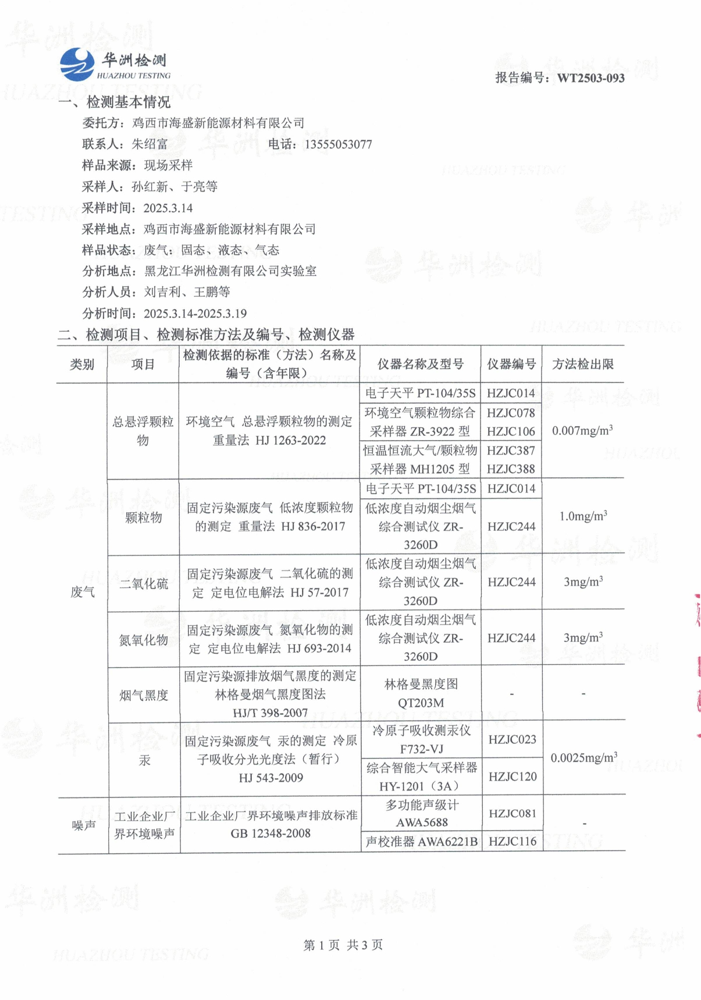 华洲检测
HUAZHOU TESTING
报告编号：WT2503-093
一、检测基本情况
委托方：鸡西市海盛新能源材料有限公司
联系人：朱绍富 电话：13555053077
样品来源：现场采样
采样人：孙红新、于亮等
采样时间：2025.3.14
采样地点：鸡西市海盛新能源材料有限公司
样品状态：废气：固态、液态、气态
分析地点：黑龙江华洲检测有限公司实验室
分析人员：刘吉利、王鹏等
分析时间：2025.3.14-2025.3.19
二、检测项目、检测标准方法及编号、检测仪器
类别 项目 检测依据的标准（方法）名称及
编号（含年限） 仪器名称及型号 仪器编号 方法检出限
废气
总悬浮颗粒
物
环境空气 总悬浮颗粒物的测定
重量法 HJ 1263-2022
电子天平 PT-104/35S HZJC014
环境空气颗粒物综合 HZJC078
采样器 ZR-3922 型 HZJC106
恒温恒流大气/颗粒物 HZJC387
采样器 MH1205 型 HZJC388
0.007mg/m³
颗粒物
固定污染源废气 低浓度颗粒物
的测定 重量法 HJ 836-2017
电子天平 PT-104/35S HZJC014
低浓度自动烟尘烟气
综合测试仪 ZR-
3260D
HZJC244
1.0mg/m³
二氧化硫
固定污染源废气 二氧化硫的测
定 定电位电解法 HJ 57-2017
低浓度自动烟尘烟气
综合测试仪 ZR-
3260D
HZJC244
3mg/m³
氮氧化物
固定污染源废气 氮氧化物的测
定 定电位电解法 HJ 693-2014
低浓度自动烟尘烟气
综合测试仪 ZR-
3260D
HZJC244
3mg/m³
烟气黑度
固定污染源排放烟气黑度的测定
林格曼烟气黑度图法
HJ/T 398-2007
林格曼黑度图
QT203M
-
-
汞
固定污染源废气 汞的测定 冷原
子吸收分光光度法（暂行）
HJ 543-2009
冷原子吸收测汞仪
F732-VJ
HZJC023
综合智能大气采样器
HY-1201（3A）
HZJC120
0.0025mg/m³
噪声
工业企业厂
界环境噪声
工业企业厂界环境噪声排放标准
GB 12348-2008
多功能声级计
AWA5688
HZJC081
声校准器 AWA6221B HZJC116
-
第 1 页 共 3 页